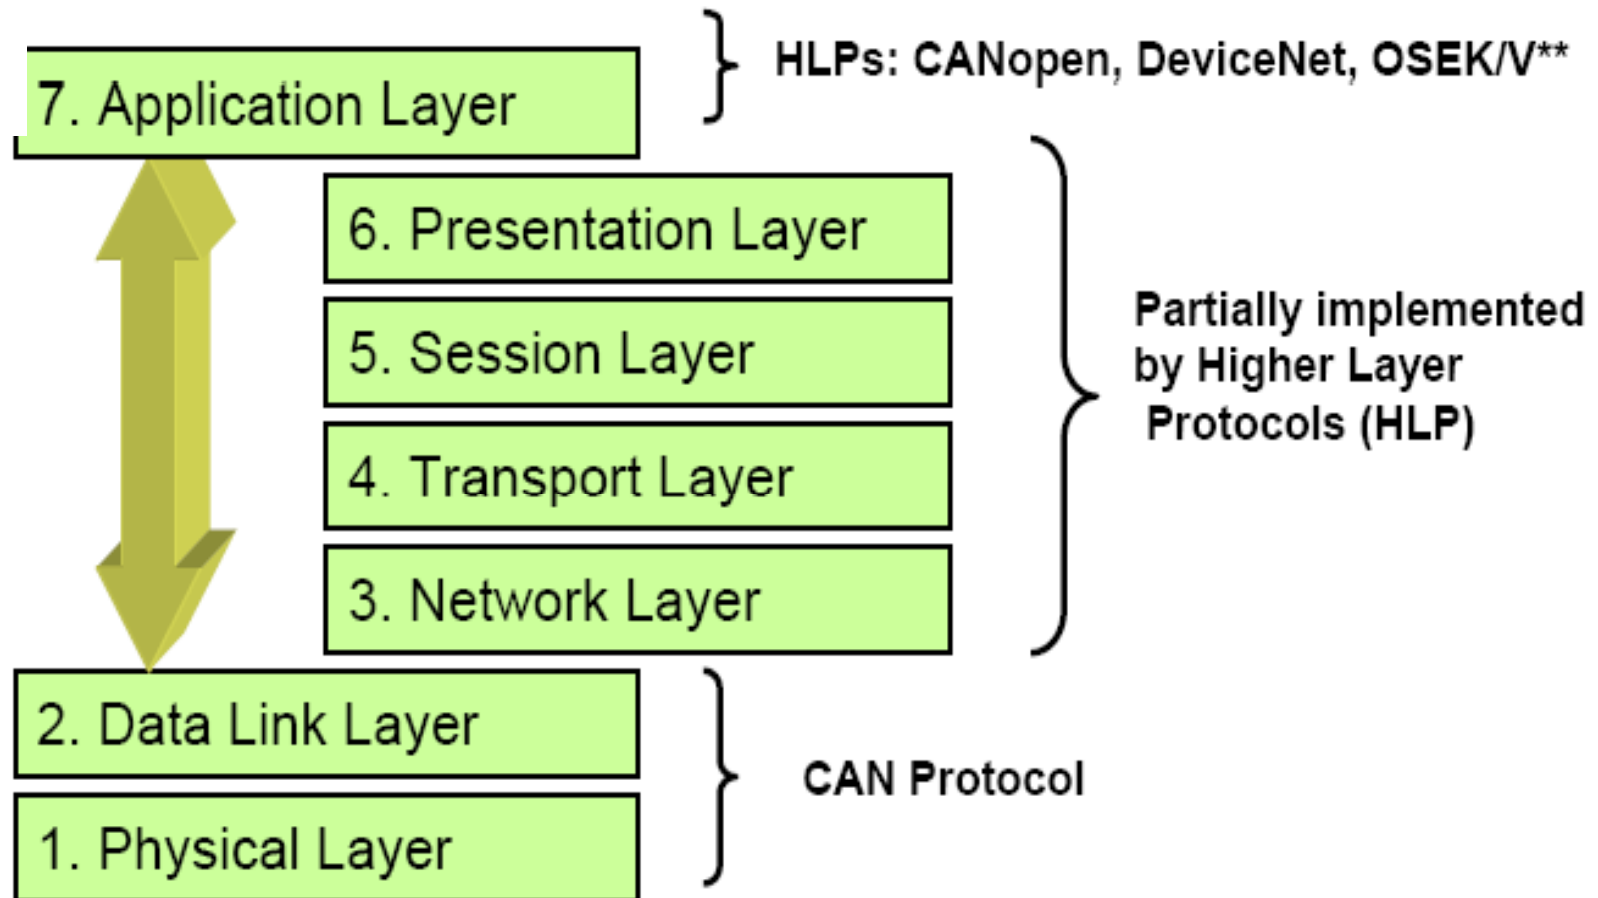 HLPs: CANopen, DeviceNet, OSEK/V**
7. Application Layer
6. Presentation Layer
5. Session Layer
4. Transport Layer
3. Network Layer
Partially implemented
by Higher Layer
Protocols (HLP)
2. Data Link Layer
1. Physical Layer
CAN Protocol